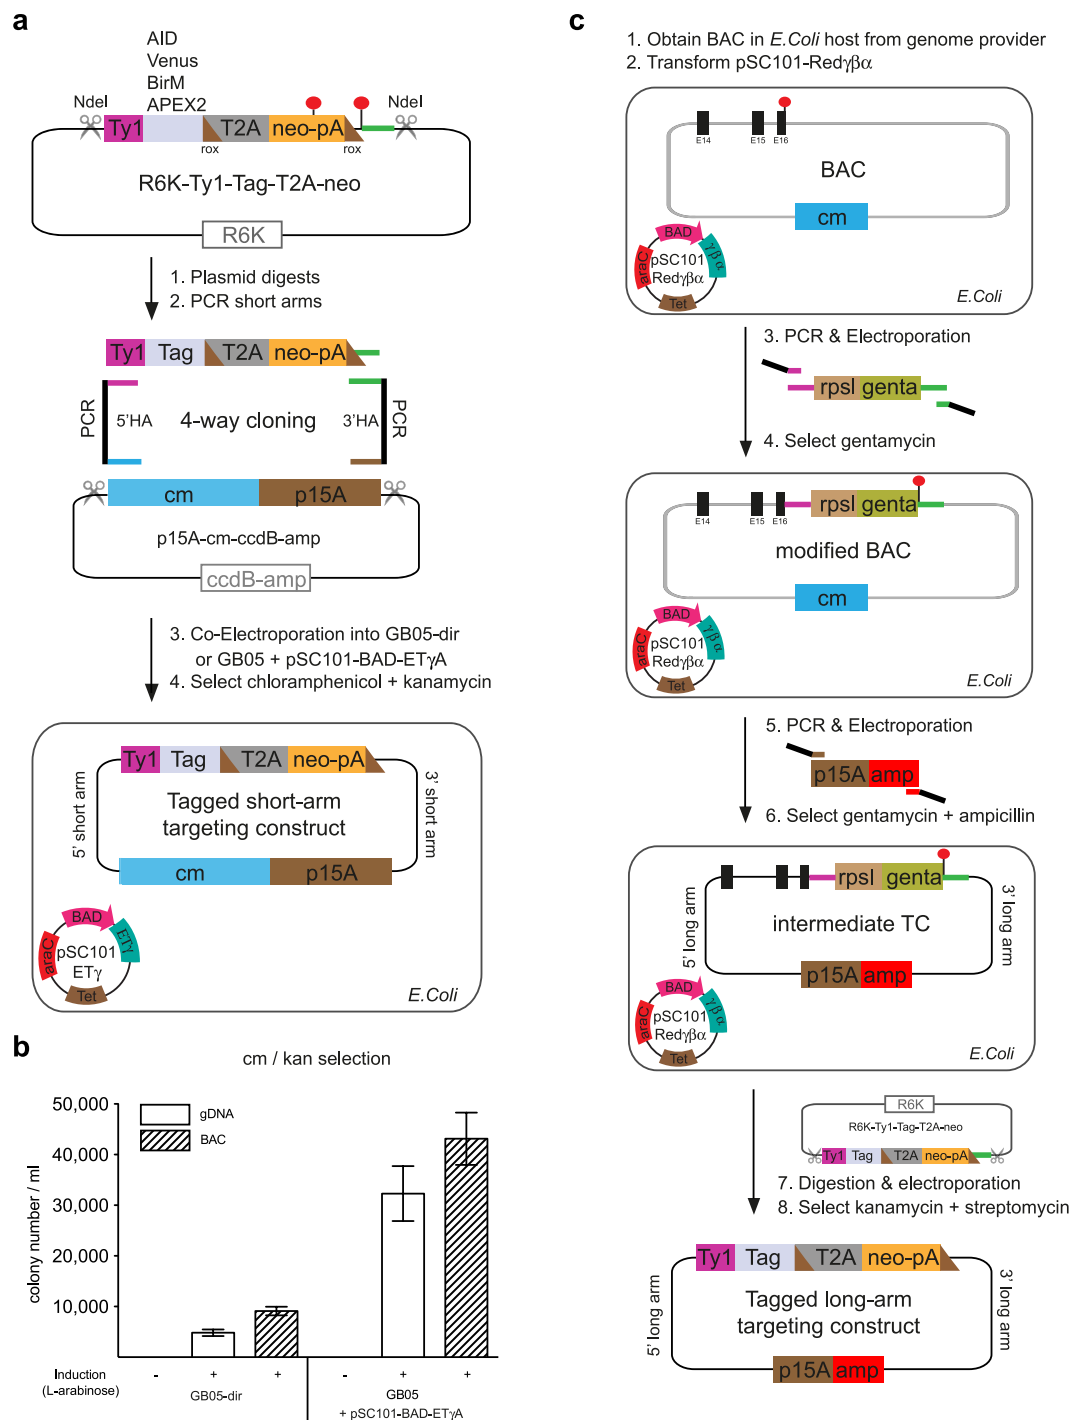 a
AID
Venus
BirM
APEX2
NdeI
NdeI
Ty1
T2A
neo-pA
rox
rox
R6K-Ty1-Tag-T2A-neo
R6K
1. Plasmid digests
2. PCR short arms
Ty1
Tag
T2A
neo-pA
PCR
5'HA
4-way cloning
3'HA
PCR
cm
p15A
p15A-cm-ccdB-amp
ccdB-amp
3. Co-Electroporation into GB05-dir
or GB05 + pSC101-BAD-ETγA
4. Select chloramphenicol + kanamycin
Ty1
Tag
T2A
neo-pA
5' short arm
Tagged short-arm
targeting construct
3' short arm
cm
p15A
BAD
araC
ETγ
pSC101
ETγ
Tet
E.Coli
b
cm / kan selection
50,000
40,000
30,000
20,000
10,000
colony number / ml
gDNA
BAC
Induction
(L-arabinose)
- + + - + +
GB05-dir
GB05
+ pSC101-BAD-ETγA
c
1. Obtain BAC in E.Coli host from genome provider
2. Transform pSC101-Redγβα
E14
E15
E16
BAC
cm
BAD
araC
γβα
pSC101
Redγβα
Tet
E.Coli
3. PCR & Electroporation
rpsl
genta
4. Select gentamycin
E14
E15
E16
rpsl
genta
modified BAC
cm
BAD
araC
γβα
pSC101
Redγβα
Tet
E.Coli
5. PCR & Electroporation
p15A
amp
6. Select gentamycin + ampicillin
rpsl
genta
5' long arm
intermediate TC
3' long arm
p15A
amp
BAD
araC
γβα
pSC101
Redγβα
Tet
E.Coli
R6K
R6K-Ty1-Tag-T2A-neo
Ty1
Tag
T2A
neo-pA
7. Digestion & electroporation
8. Select kanamycin + streptomycin
Ty1
Tag
T2A
neo-pA
5' long arm
Tagged long-arm
targeting construct
3' long arm
p15A
amp